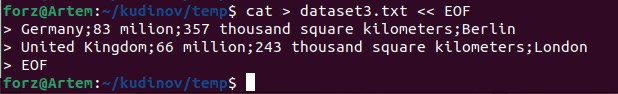 forz@Artem:~/kudinov/temp$ cat > dataset3.txt << EOF
> Germany;83 milion;357 thousand square kilometers;Berlin
> United Kingdom;66 million;243 thousand square kilometers;London
> EOF
forz@Artem:~/kudinov/temp$